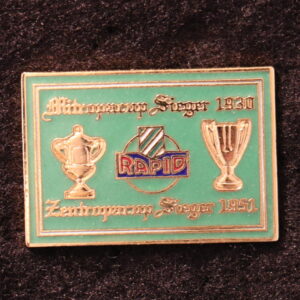 Mitropacup Sieger 1930
RAPID
Zentropacup Sieger 1951